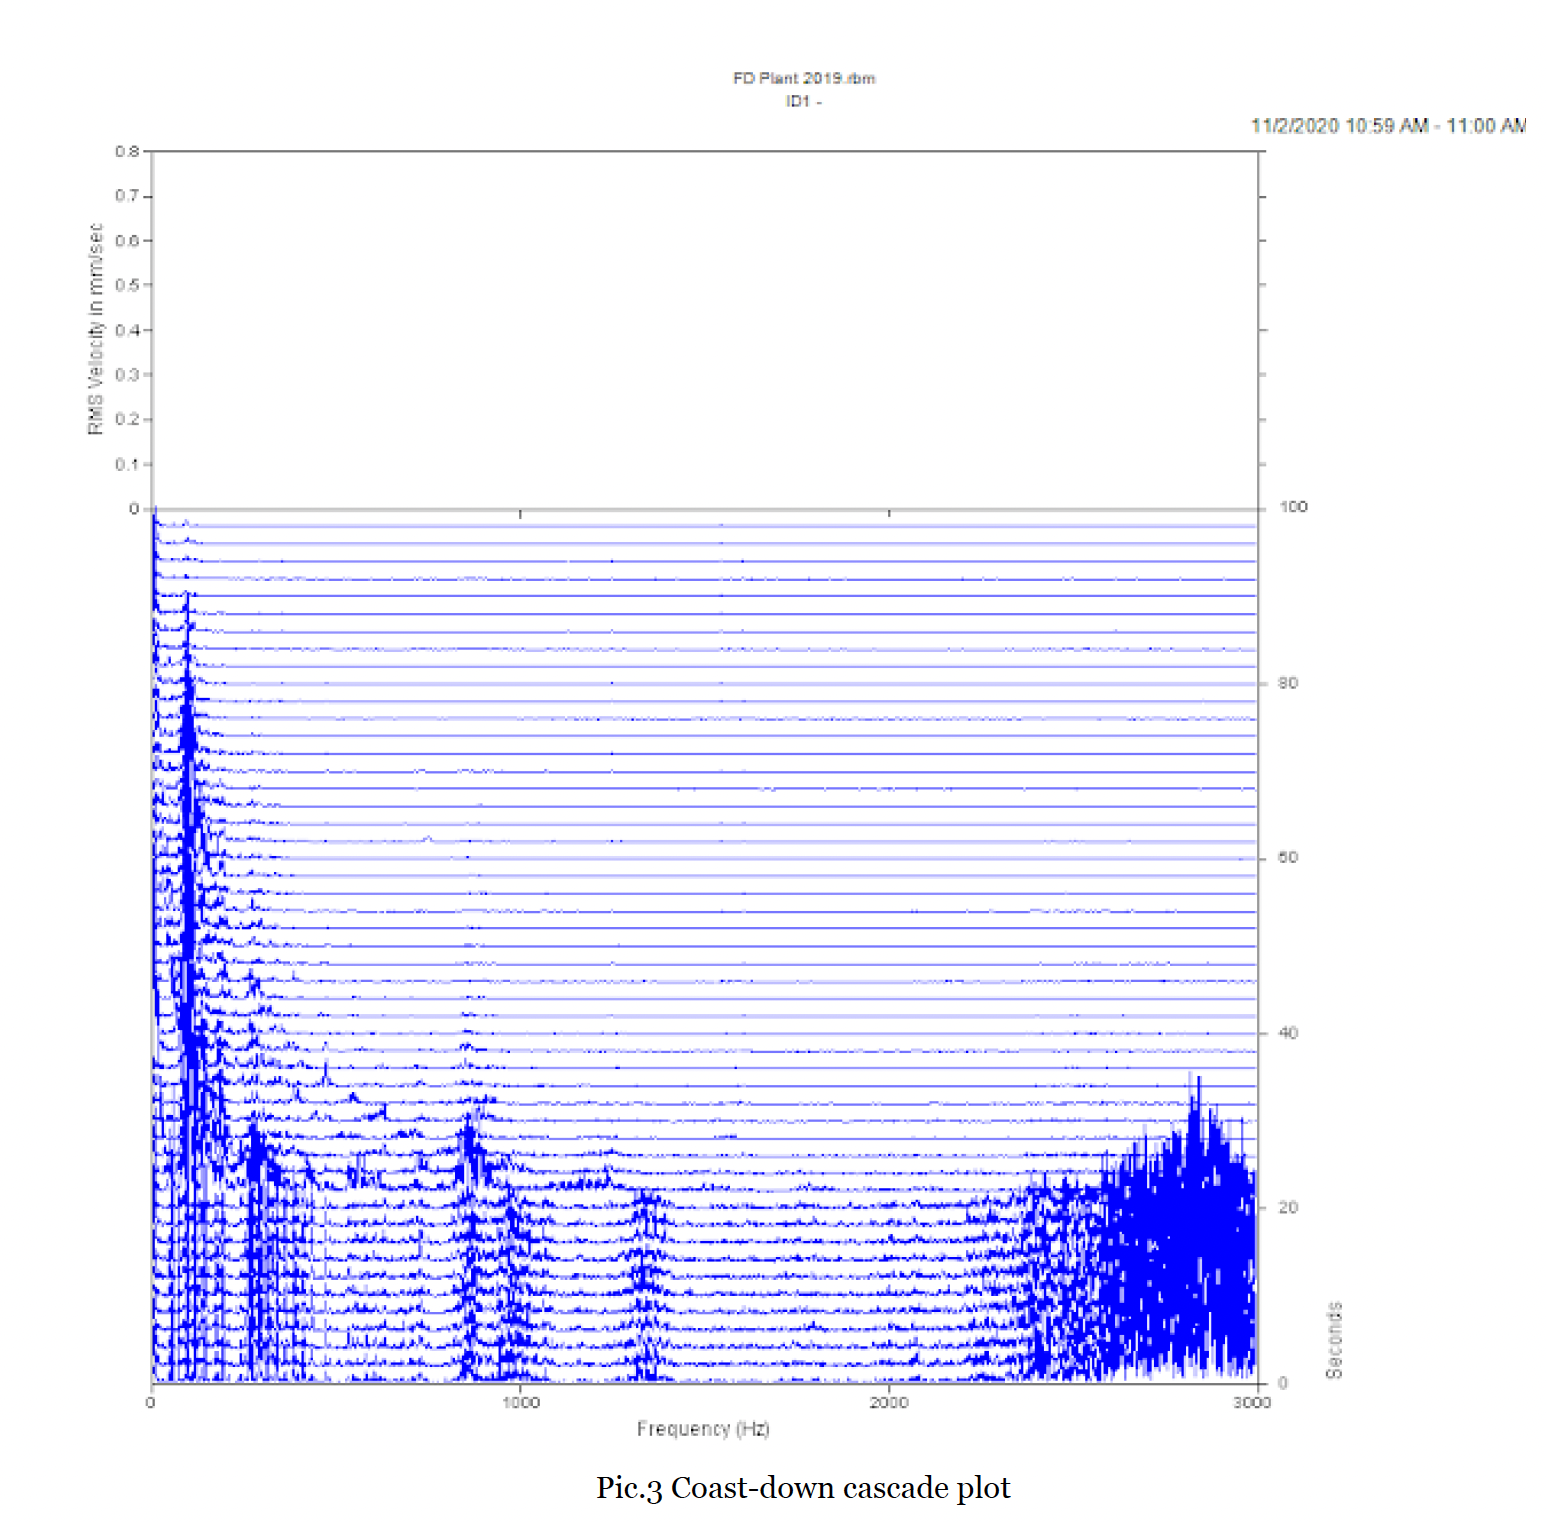 FD Plant 2019.rbm
ID1 -
11/2/2020 10:59 AM - 11:00 AM
0.8
0.7
0.6
0.5
0.4
0.3
0.2
0.1
0
RMS Velocity in mm/sec
100
80
60
40
20
0
Seconds
0
1000
2000
3000
Frequency (Hz)
Pic.3 Coast-down cascade plot